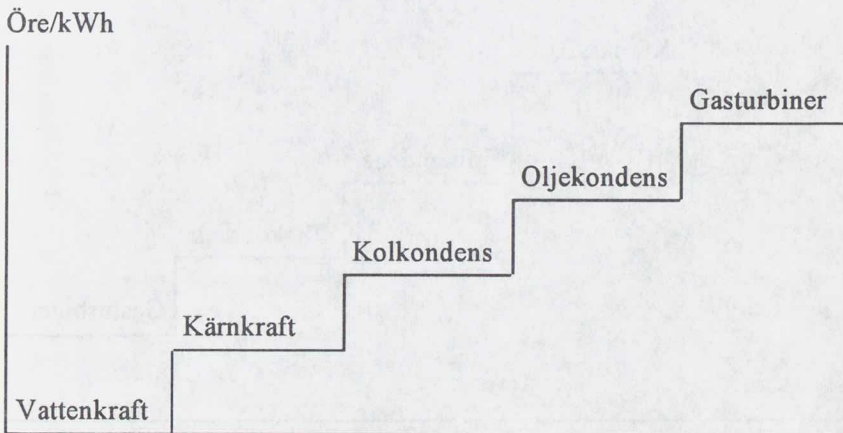 Öre/kWh
Gasturbiner
Oljekondens
Kolkondens
Kärnkraft
Vattenkraft